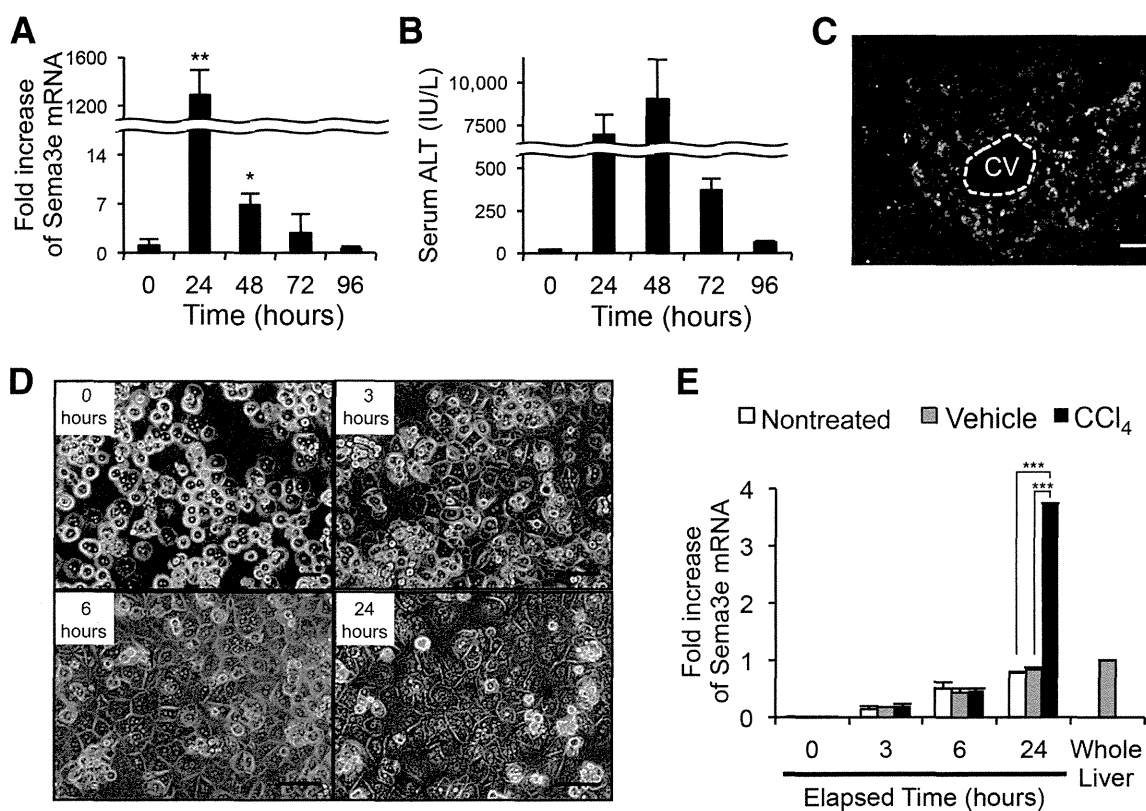 A
Fold increase
of Sema3e mRNA
1600
1200
14
7
0
**
*
0 24 48 72 96
Time (hours)
B
Serum ALT (IU/L)
10,000
7500
500
250
0
0 24 48 72 96
Time (hours)
C
CV
D
0
hours
3
hours
6
hours
24
hours
E
Nontreated Vehicle CCl₄
Fold increase
of Sema3e mRNA
4
3
2
1
0
***
***
0 3 6 24 Whole
Liver
Elapsed Time (hours)